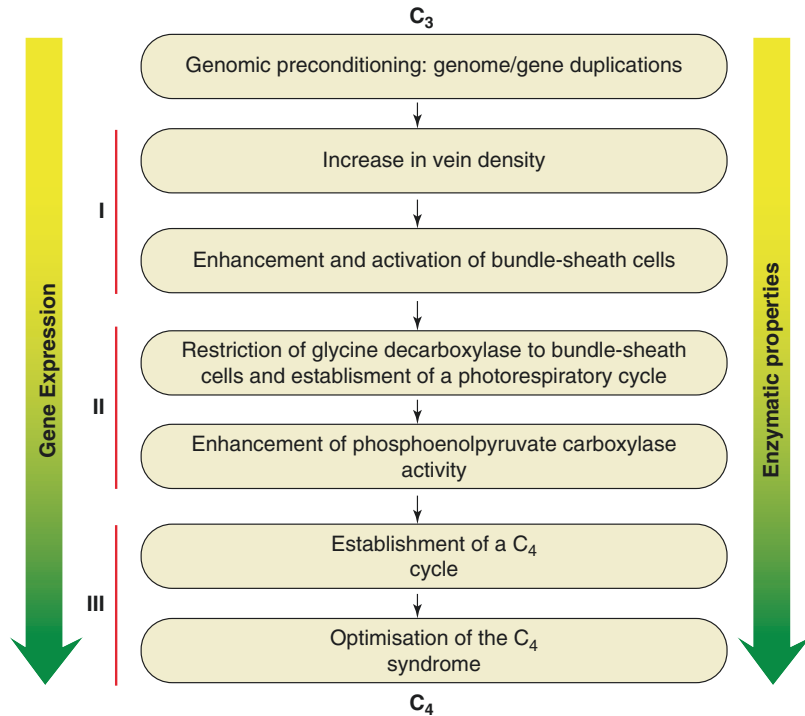 C₃
Genomic preconditioning: genome/gene duplications
Increase in vein density
I
Enhancement and activation of bundle-sheath cells
Gene Expression
Enzymatic properties
Restriction of glycine decarboxylase to bundle-sheath
cells and establisment of a photorespiratory cycle
II
Enhancement of phosphoenolpyruvate carboxylase
activity
Establishment of a C₄
cycle
III
Optimisation of the C₄
syndrome
C₄